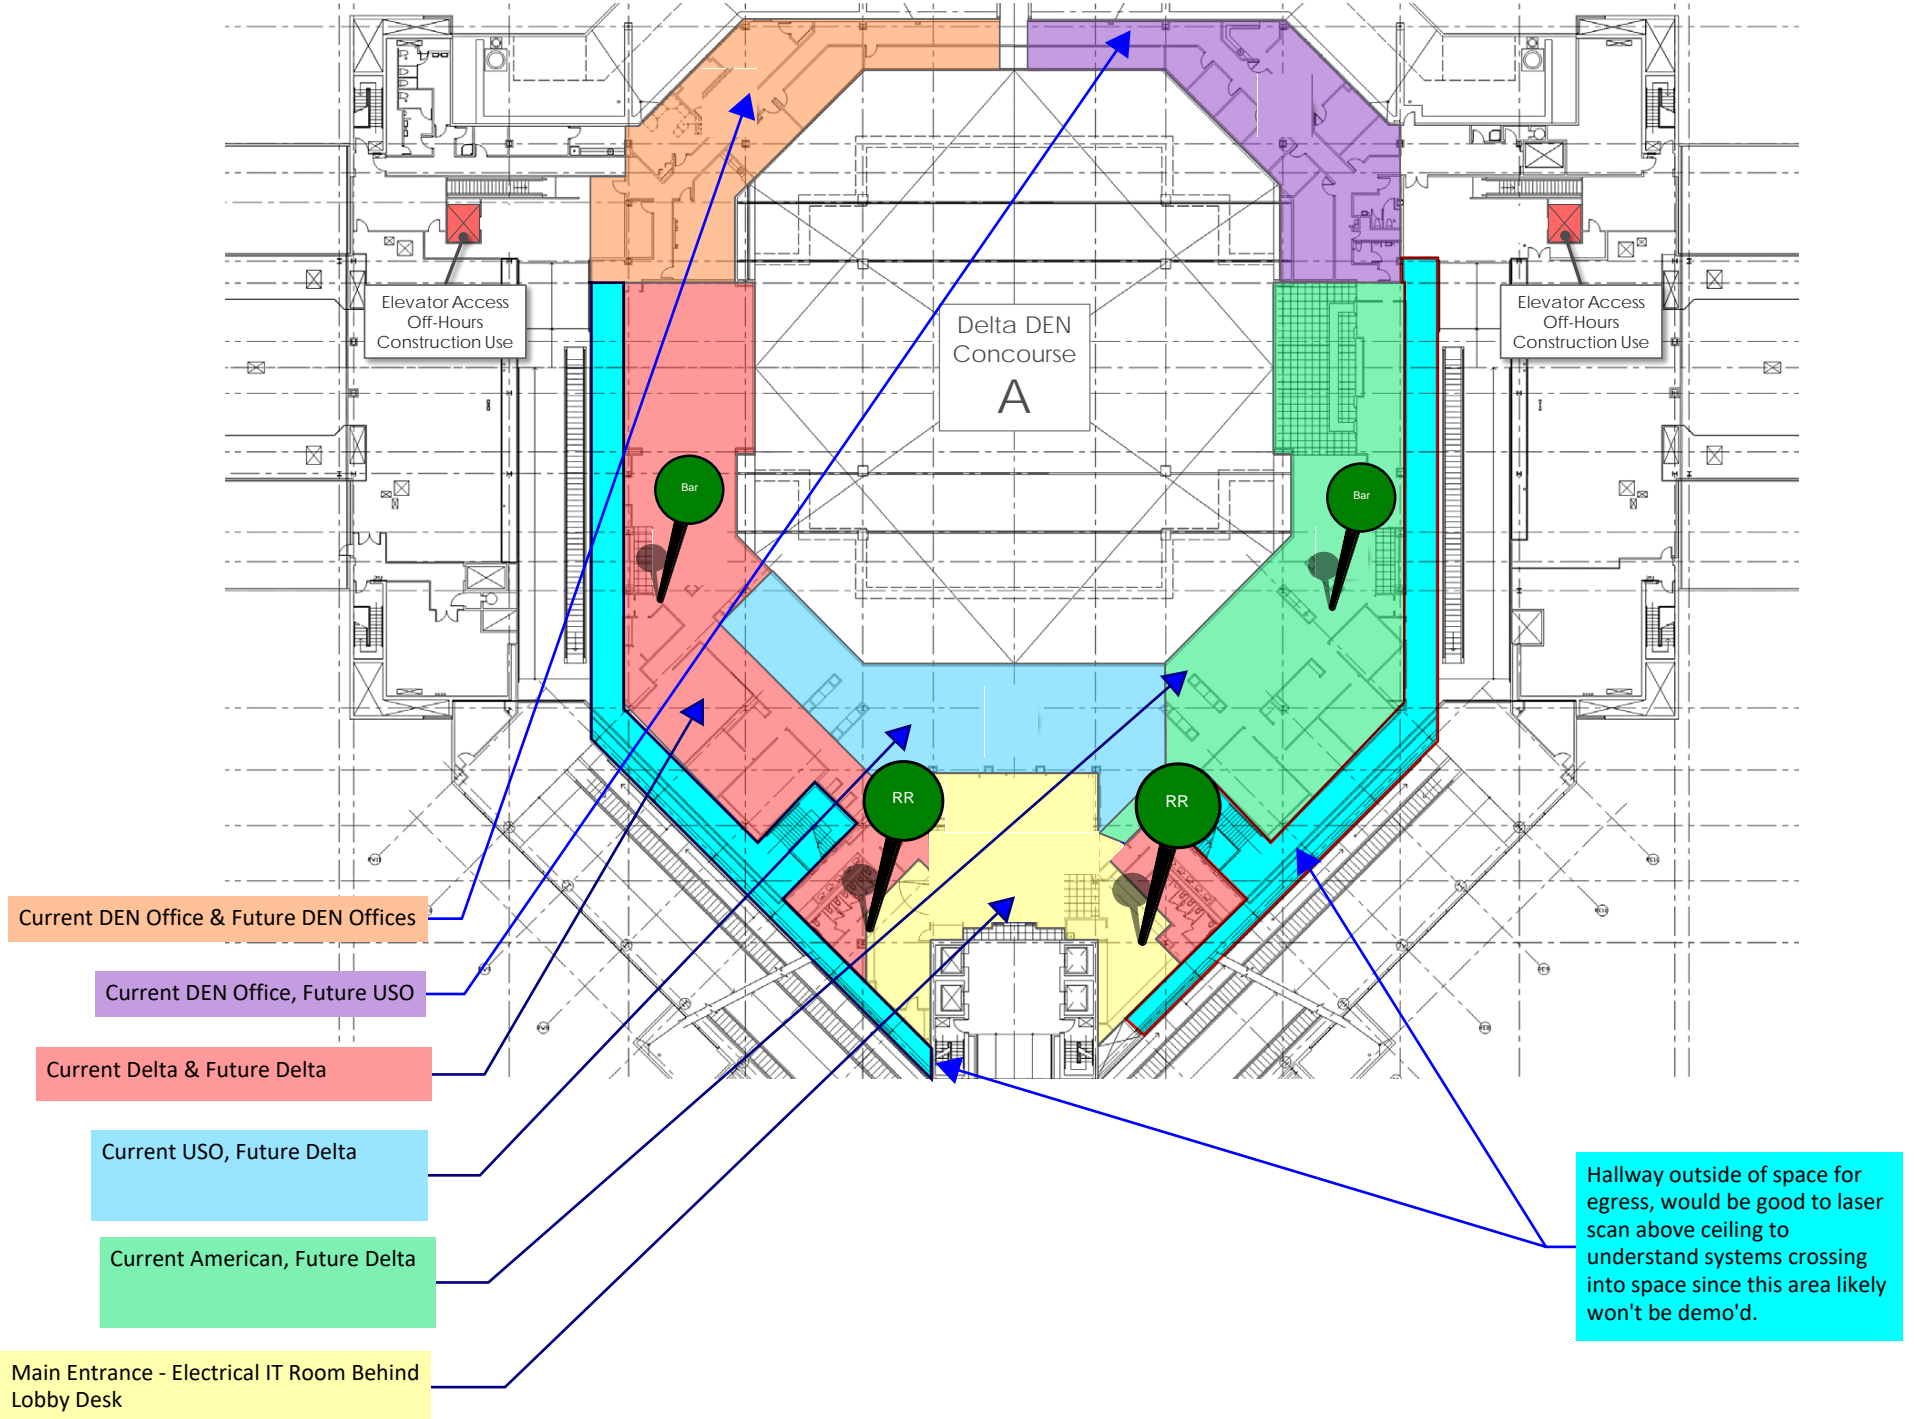 Elevator Access
Off-Hours
Construction Use
Delta DEN
Concourse
A
Elevator Access
Off-Hours
Construction Use
Bar
Bar
RR
RR
Current DEN Office & Future DEN Offices
Current DEN Office, Future USO
Current Delta & Future Delta
Current USO, Future Delta
Current American, Future Delta
Main Entrance - Electrical IT Room Behind
Lobby Desk
Hallway outside of space for
egress, would be good to laser
scan above ceiling to
understand systems crossing
into space since this area likely
won't be demo'd.